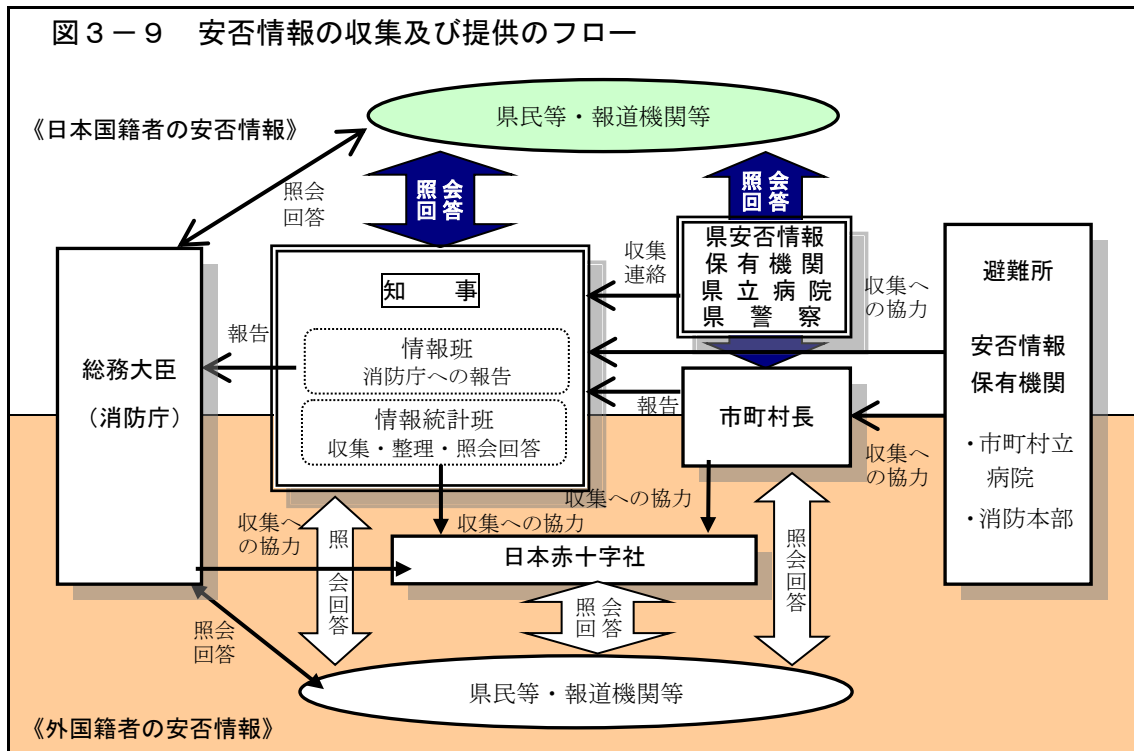 図３－９　安否情報の収集及び提供のフロー
県民等・報道機関等
《日本国籍者の安否情報》
照会
回答
照会
回答
照会
回答
県安否情報
保有機関
県立病院
県警察
収集
連絡
収集へ
の協力
避難所
安否情報
保有機関
・市町村立
病院
・消防本部
知　事
情報班
消防庁への報告
情報統計班
収集・整理・照会回答
報告
総務大臣
（消防庁）
報告
市町村長
収集へ
の協力
収集への協力
収集への協力
収集へ
の協力
日本赤十字社
照
会回答
照会
回答
照会回答
照会
回答
県民等・報道機関等
《外国籍者の安否情報》